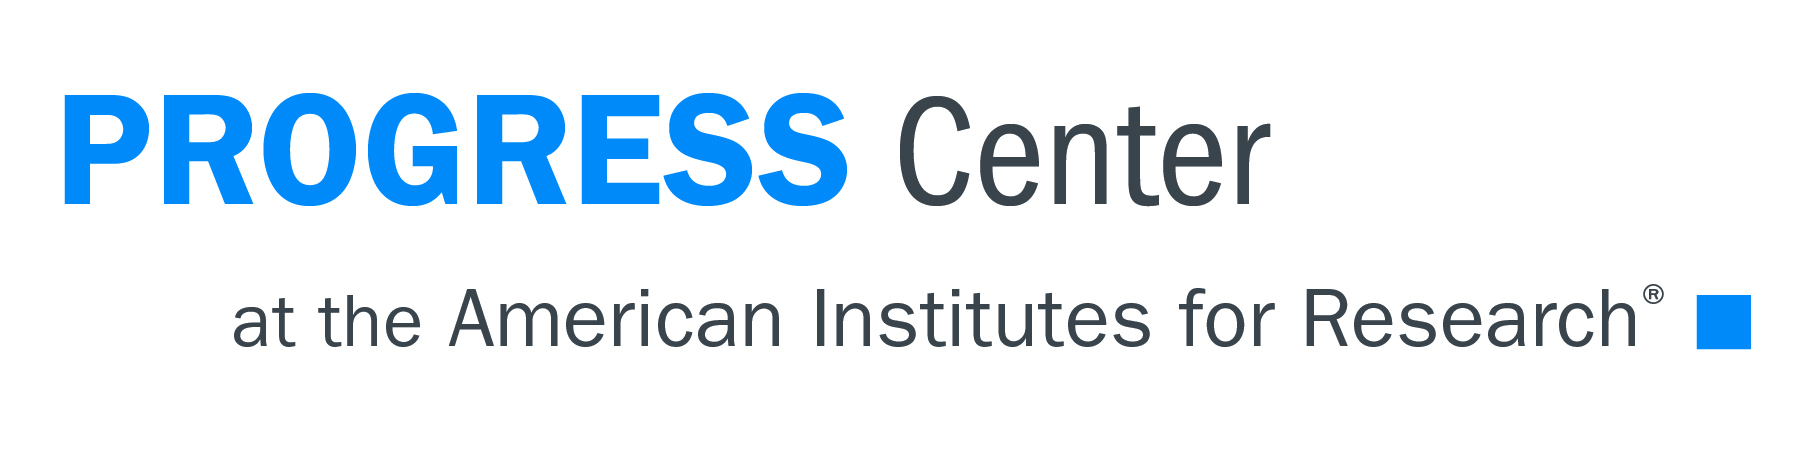 PROGRESS Center
at the American Institutes for Research®